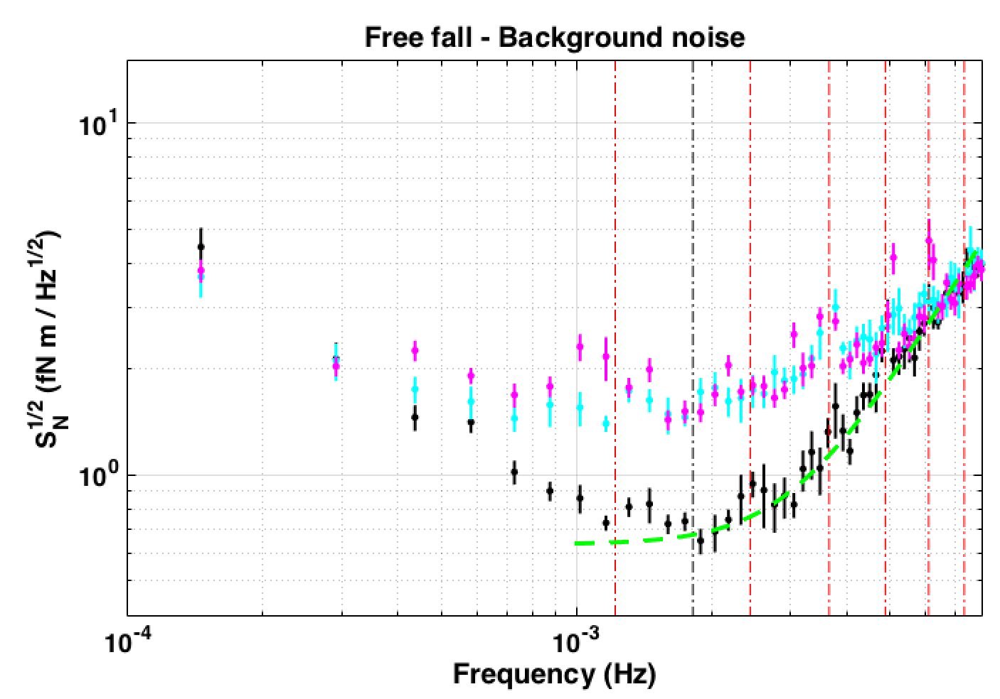 Free fall - Background noise
S_N^{1/2} (fN m / Hz^{1/2})
10^1
10^0
10^-4
10^-3
Frequency (Hz)